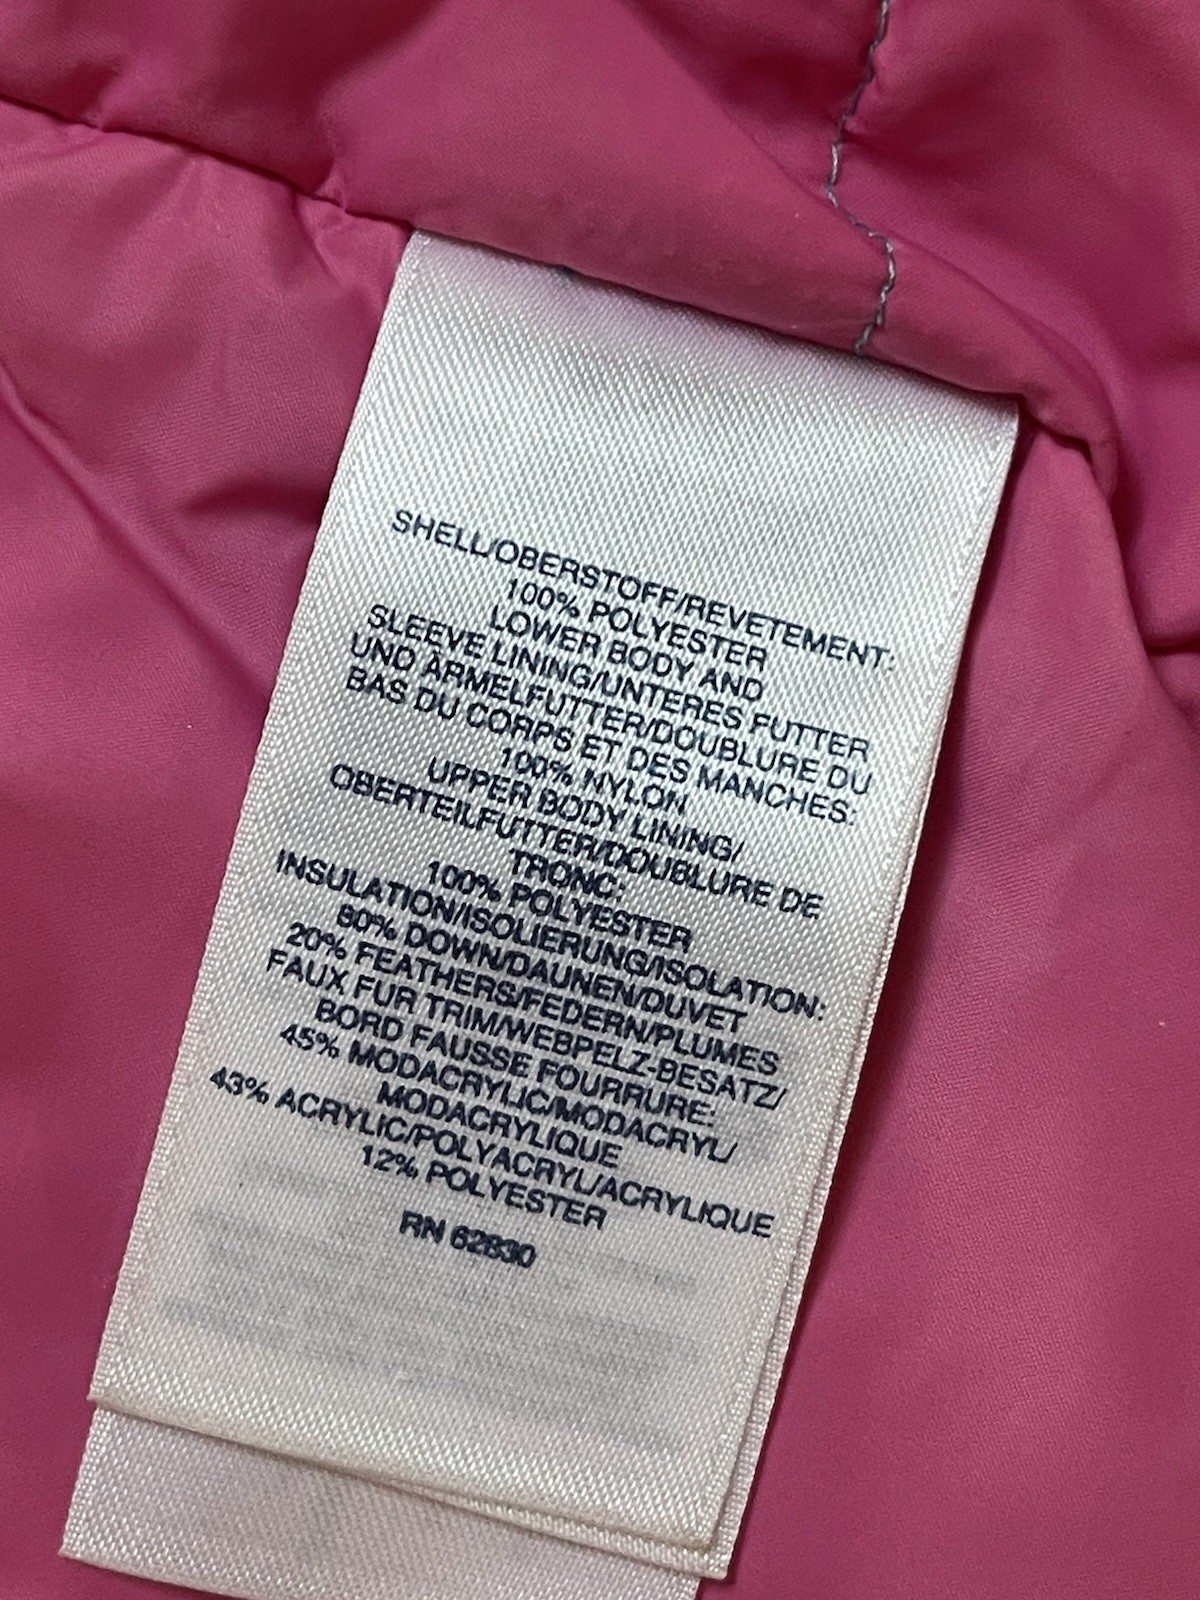 SHELL/OBERSTOFF/REVETEMENT:
100% POLYESTER
LOWER BODY AND
SLEEVE LINING/UNTERES FUTTER
UND ÄRMELFUTTER/DOUBLURE DU
BAS DU CORPS ET DES MANCHES:
100% NYLON
UPPER BODY LINING/
OBERTEILFUTTER/DOUBLURE DE
TRONC:
100% POLYESTER
INSULATION/ISOLIERUNG/ISOLATION:
80% DOWN/DAUNEN/DUVET
20% FEATHERS/FEDERN/PLUMES
FAUX FUR TRIM/WEBPELZ-BESATZ/
BORD FAUSSE FOURRURE:
45% MODACRYLIC/MODACRYL/
MODACRYLIQUE
43% ACRYLIC/POLYACRYL/ACRYLIQUE
12% POLYESTER
RN 62830